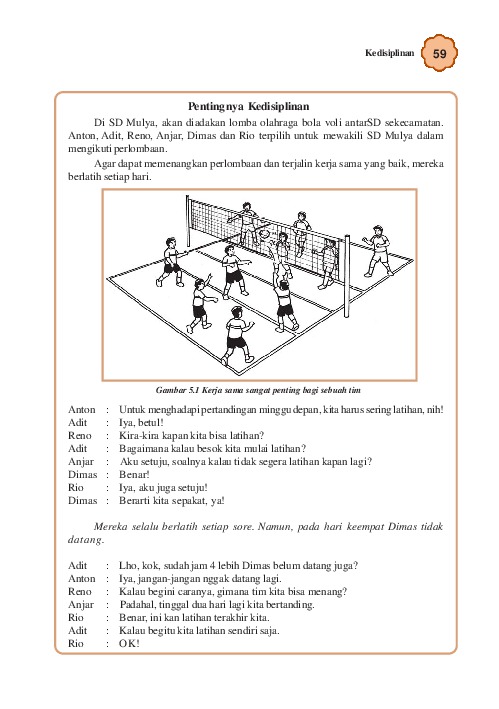 Kedisiplinan
59
Pentingnya Kedisiplinan
Di SD Mulya, akan diadakan lomba olahraga bola voli antarSD sekecamatan.
Anton, Adit, Reno, Anjar, Dimas dan Rio terpilih untuk mewakili SD Mulya dalam
mengikuti perlombaan.
Agar dapat memenangkan perlombaan dan terjalin kerja sama yang baik, mereka
berlatih setiap hari.
Gambar 5.1 Kerja sama sangat penting bagi sebuah tim
Anton : Untuk menghadapi pertandingan minggu depan, kita harus sering latihan, nih!
Adit : Iya, betul!
Reno : Kira-kira kapan kita bisa latihan?
Adit : Bagaimana kalau besok kita mulai latihan?
Anjar : Aku setuju, soalnya kalau tidak segera latihan kapan lagi?
Dimas : Benar!
Rio : Iya, aku juga setuju!
Dimas : Berarti kita sepakat, ya!
Mereka selalu berlatih setiap sore. Namun, pada hari keempat Dimas tidak
datang.
Adit : Lho, kok, sudah jam 4 lebih Dimas belum datang juga?
Anton : Iya, jangan-jangan nggak datang lagi.
Reno : Kalau begini caranya, gimana tim kita bisa menang?
Anjar : Padahal, tinggal dua hari lagi kita bertanding.
Rio : Benar, ini kan latihan terakhir kita.
Adit : Kalau begitu kita latihan sendiri saja.
Rio : OK!